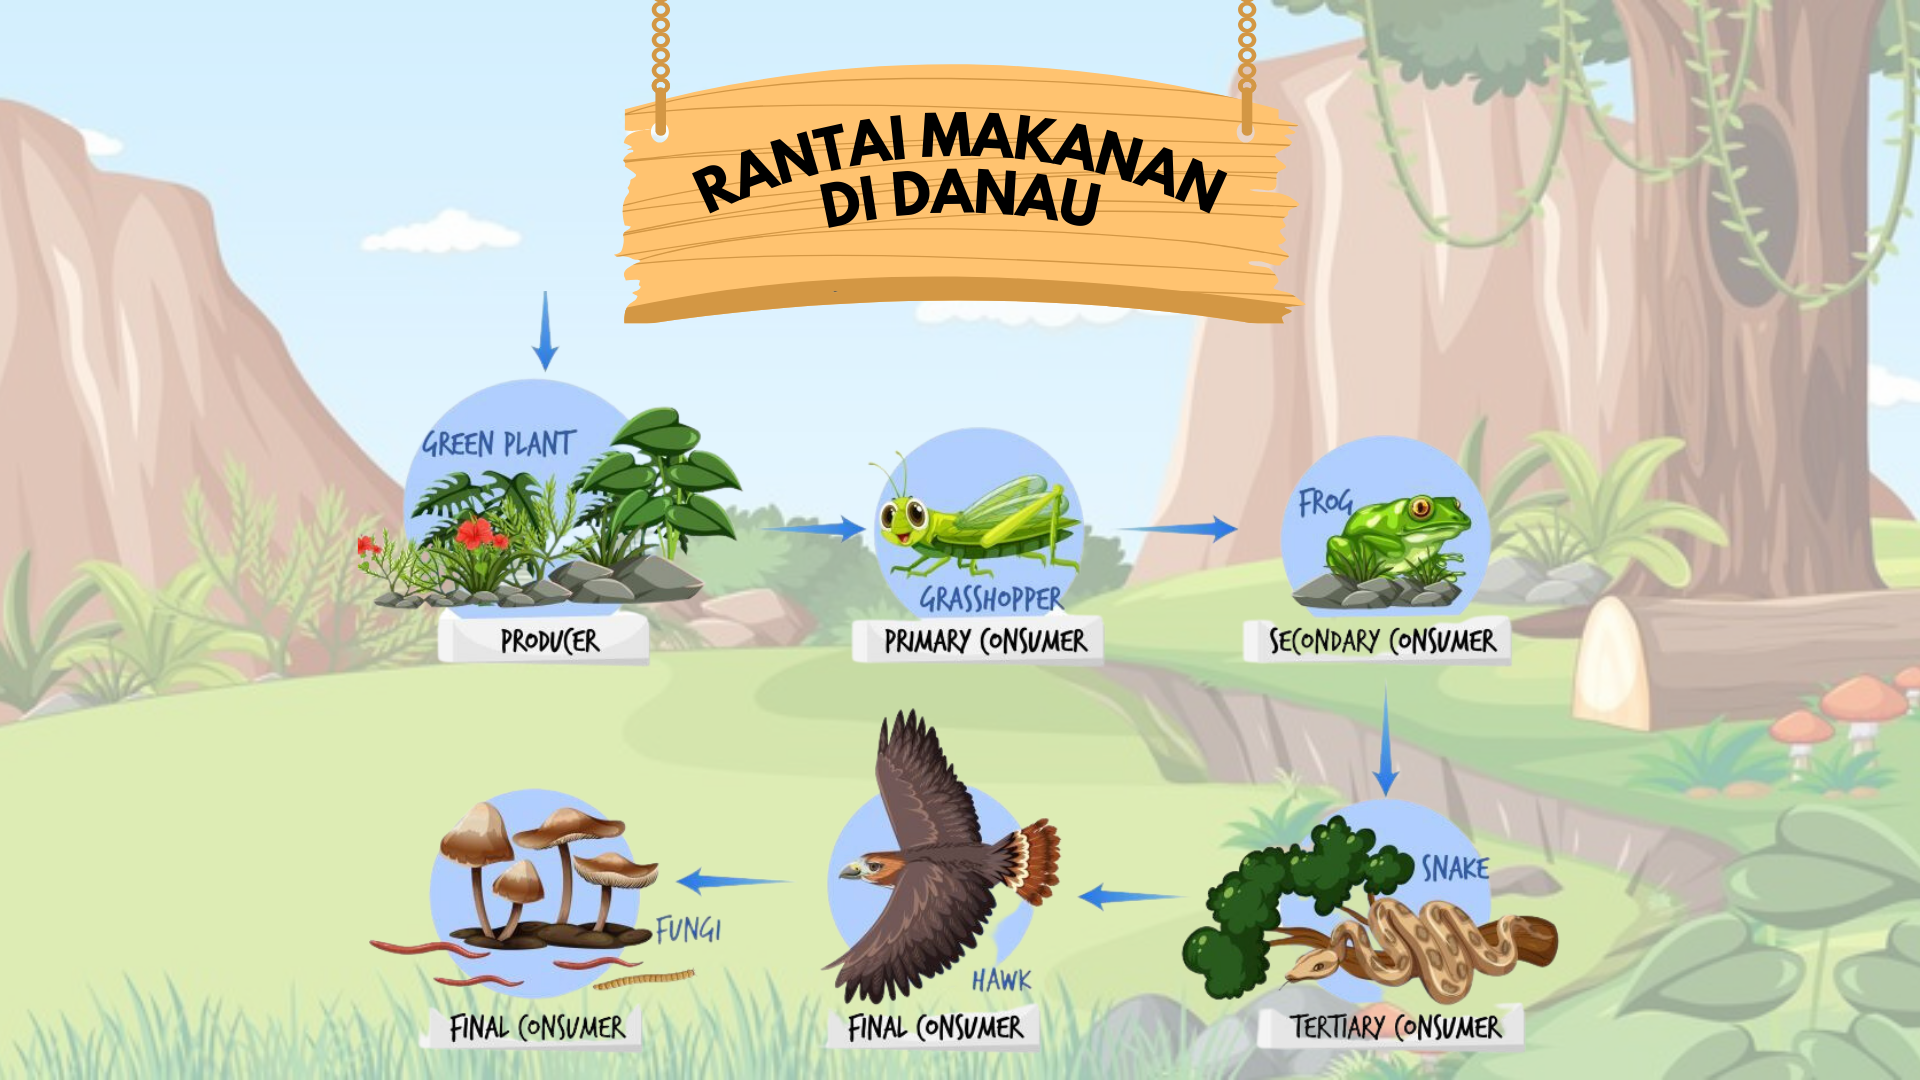 RANTAI MAKANAN
DI DANAU
GREEN PLANT
PRODUCER
GRASSHOPPER
PRIMARY CONSUMER
FROG
SECONDARY CONSUMER
SNAKE
TERTIARY CONSUMER
HAWK
FINAL CONSUMER
FUNGI
FINAL CONSUMER